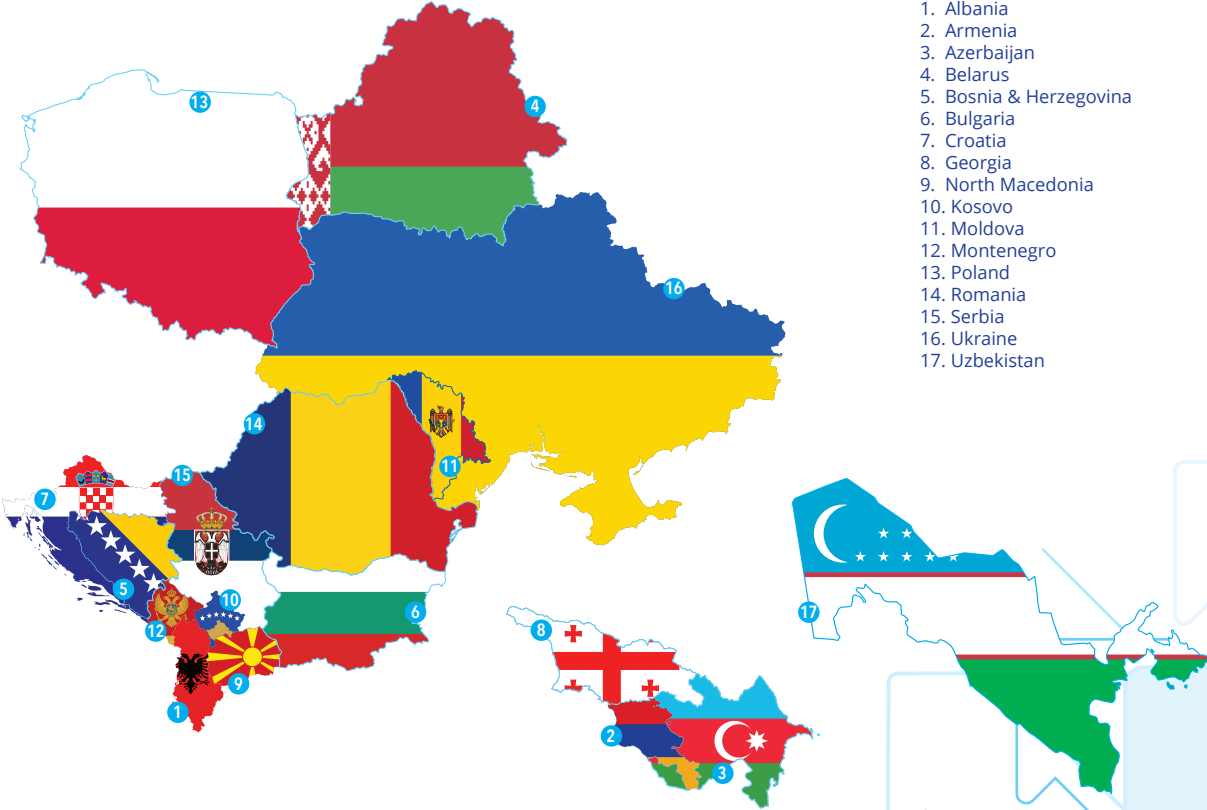 1. Albania
2. Armenia
3. Azerbaijan
4. Belarus
5. Bosnia & Herzegovina
6. Bulgaria
7. Croatia
8. Georgia
9. North Macedonia
10. Kosovo
11. Moldova
12. Montenegro
13. Poland
14. Romania
15. Serbia
16. Ukraine
17. Uzbekistan
13
4
16
14
11
15
7
5
10
12
6
9
1
8
2
3
17